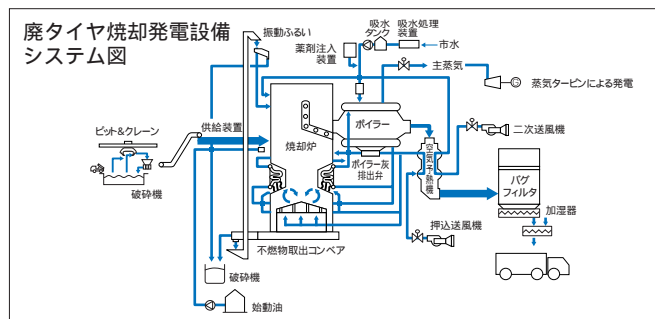 廃タイヤ焼却発電設備
システム図
振動ふるい
吸水
タンク
吸水処理
装置
薬剤注入
装置
市水
主蒸気
蒸気タービンによる発電
ピット&クレーン
供給装置
焼却炉
ボイラー
ボイラー灰
排出弁
空気予熱機
二次送風機
バグ
フィルタ
破砕機
加湿器
押込送風機
不燃物取出コンベア
破砕機
始動油